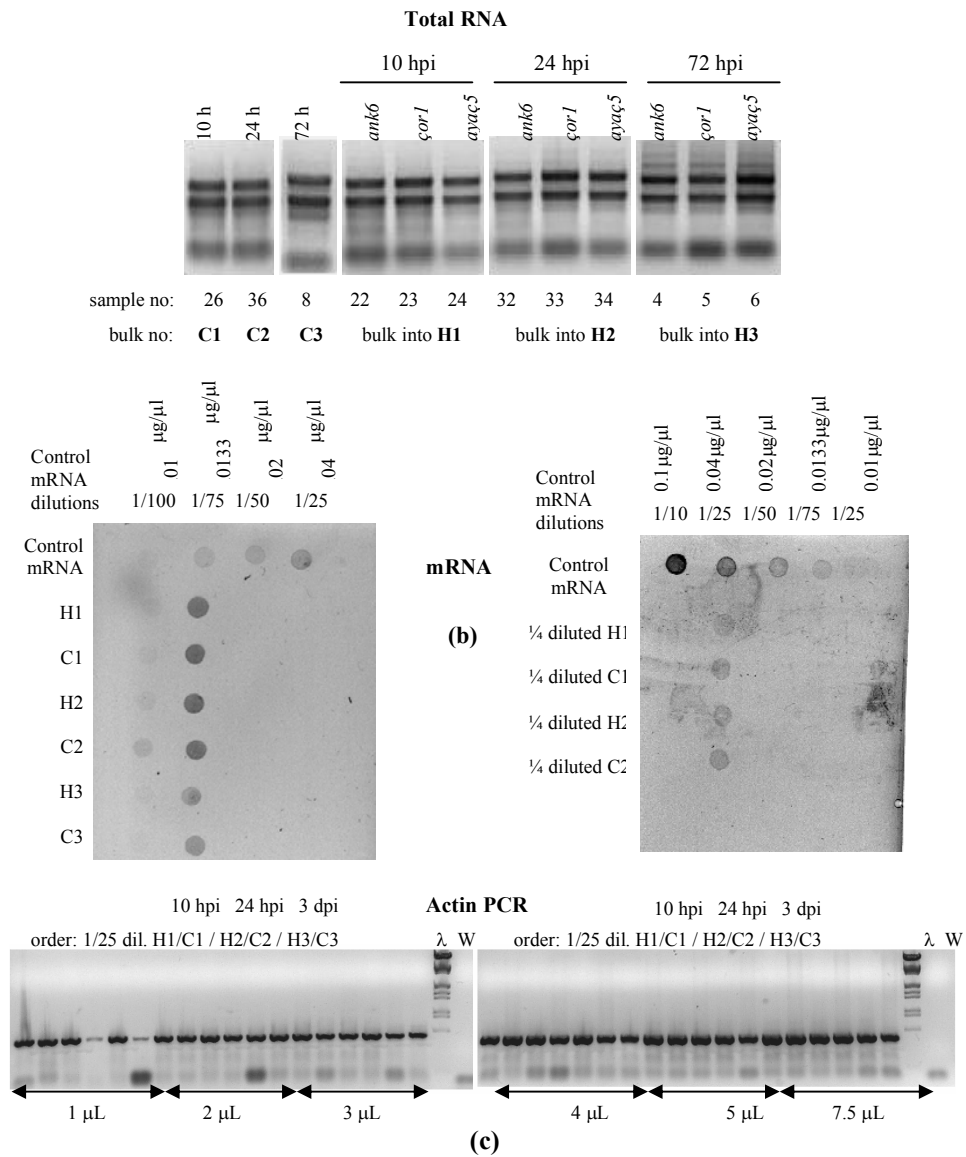 Total RNA
10 hpi 24 hpi 72 hpi
10 h 24 h 72 h ank6 çor1 ayaç5 ank6 çor1 ayaç5 ank6 çor1 ayaç5
sample no: 26 36 8 22 23 24 32 33 34 4 5 6
bulk no: C1 C2 C3 bulk into H1 bulk into H2 bulk into H3
Control mRNA dilutions
.01 µg/µl .0133 µg/µl .02 µg/µl .04 µg/µl
1/100 1/75 1/50 1/25
Control mRNA
H1
C1
H2
C2
H3
C3
mRNA
(b)
Control mRNA dilutions
0.1 µg/µl 0.04µg/µl 0.02µg/µl 0.0133µg/µl 0.01µg/µl
1/10 1/25 1/50 1/75 1/25
Control mRNA
¼ diluted H1
¼ diluted C1
¼ diluted H2
¼ diluted C2
Actin PCR
10 hpi 24 hpi 3 dpi
order: 1/25 dil. H1/C1 / H2/C2 / H3/C3 λ W
1 µL 2 µL 3 µL
10 hpi 24 hpi 3 dpi
order: 1/25 dil. H1/C1 / H2/C2 / H3/C3 λ W
4 µL 5 µL 7.5 µL
(c)